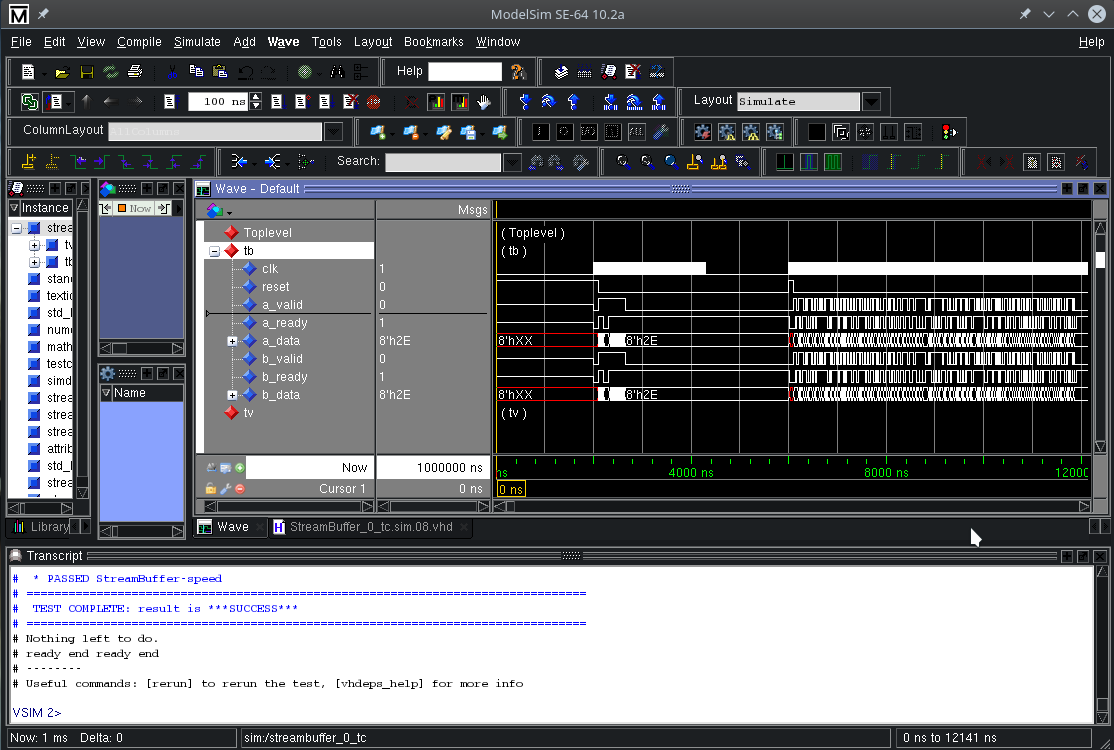 ModelSim SE-64 10.2a
File Edit View Compile Simulate Add Wave Tools Layout Bookmarks Window Help
Help
100 ns
Layout Simulate
ColumnLayout AllColumns
Search:
Instance
Now
Wave - Default
Msgs
Toplevel
( Toplevel )
tb
( tb )
clk 1
reset 0
a_valid 0
a_ready 1
a_data 8'h2E 8'hXX 8'h2E
b_valid 0
b_ready 1
b_data 8'h2E 8'hXX 8'h2E
tv
( tv )
Now 1000000 ns
ns 4000 ns 8000 ns 12000
Cursor 1 0 ns 0 ns
strea
tv
tb
stand
textio
std_l
nume
math
testc
simd
strea
strea
strea
attrib
std_l
strea
Name
Library
Wave
StreamBuffer_0_tc.sim.08.vhd
Transcript
# * PASSED StreamBuffer-speed
# ================================================================================
# TEST COMPLETE: result is ***SUCCESS***
# ================================================================================
# Nothing left to do.
# ready end ready end
# --------
# Useful commands: [rerun] to rerun the test, [vhdeps_help] for more info
VSIM 2>
Now: 1 ms Delta: 0
sim:/streambuffer_0_tc
0 ns to 12141 ns